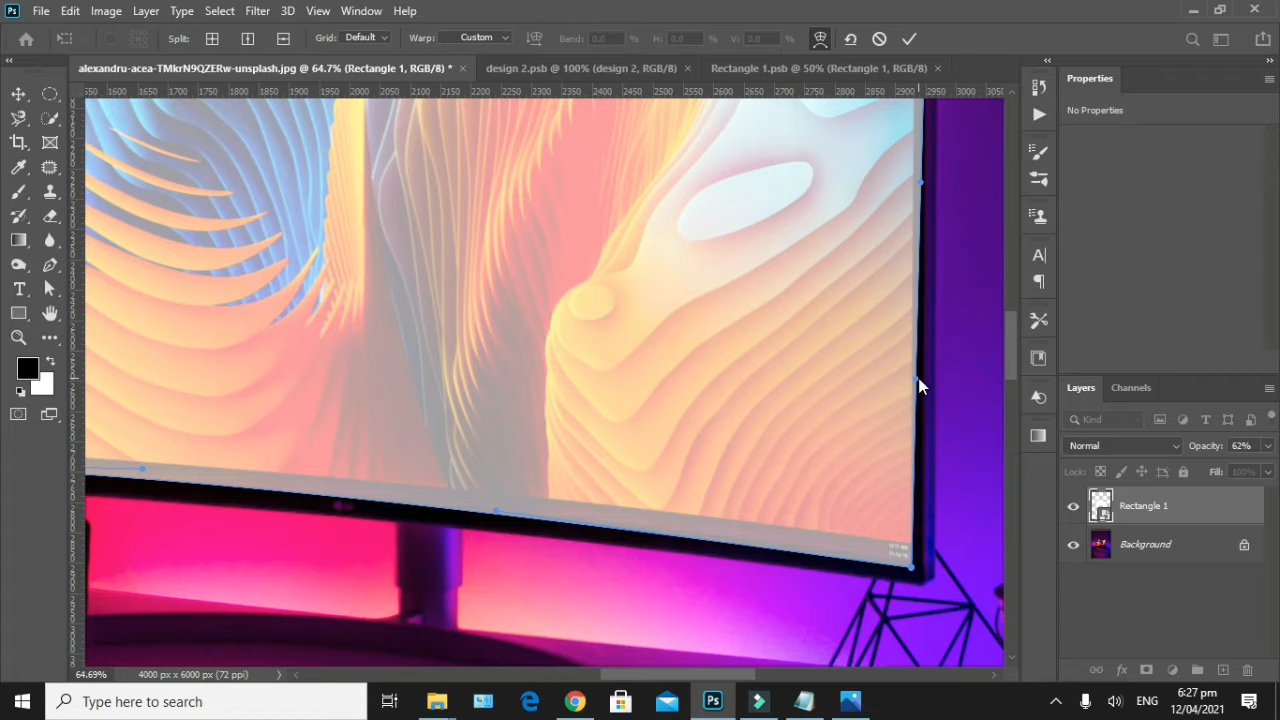 Ps File Edit Image Layer Type Select Filter 3D View Window Help
Split: Grid: Default Warp: Custom Bend: 0.0 % H: 0.0 % V: 0.0 %
alexandru-acea-TMkrN9QZERw-unsplash.jpg @ 64.7% (Rectangle 1, RGB/8) * × design 2.psb @ 100% (design 2, RGB/8) × Rectangle 1.psb @ 50% (Rectangle 1, RGB/8) ×
550 1600 1650 1700 1750 1800 1850 1900 1950 2000 2050 2100 2150 2200 2250 2300 2350 2400 2450 2500 2550 2600 2650 2700 2750 2800 2850 2900 2950 3000 3050
Properties
No Properties
Layers Channels
Kind
Normal Opacity: 62%
Lock: Fill: 100%
Rectangle 1
Background
64.69% 4000 px x 6000 px (72 ppi)
Type here to search
Ps
ENG
6:27 pm
12/04/2021